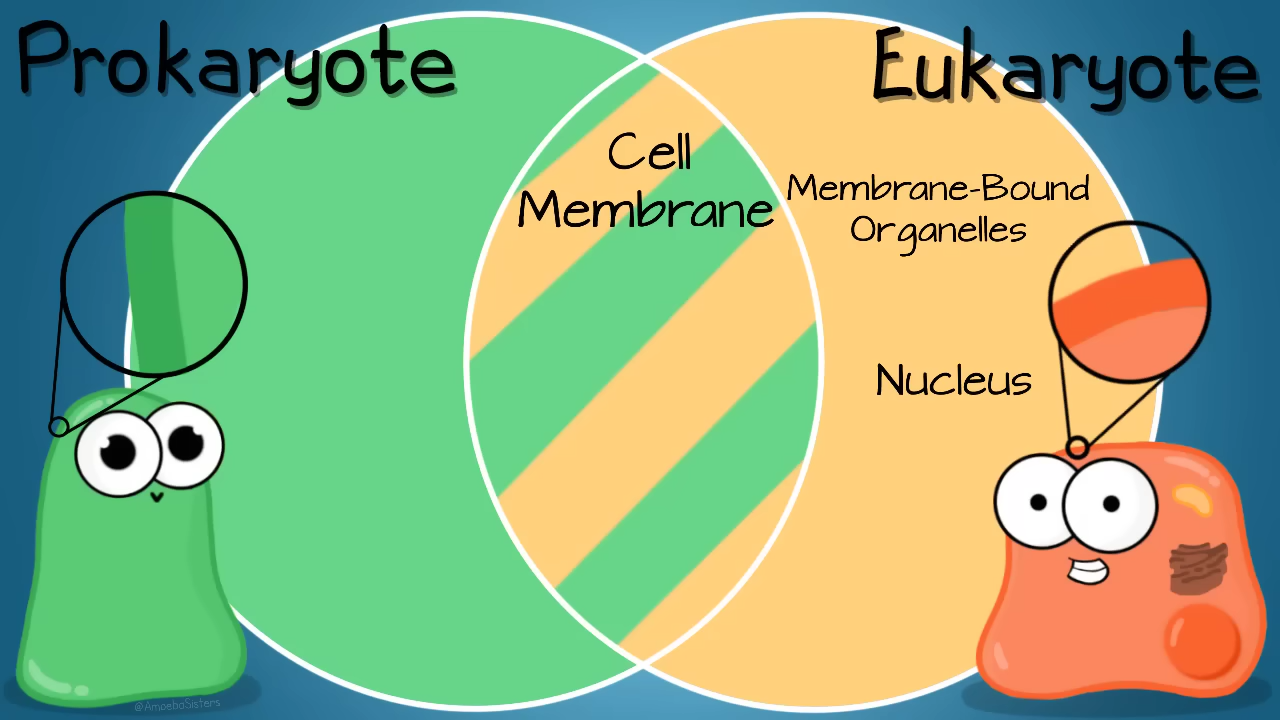 Prokaryote
Eukaryote
Cell
Membrane
Membrane-Bound
Organelles
Nucleus
@AmoebaSisters